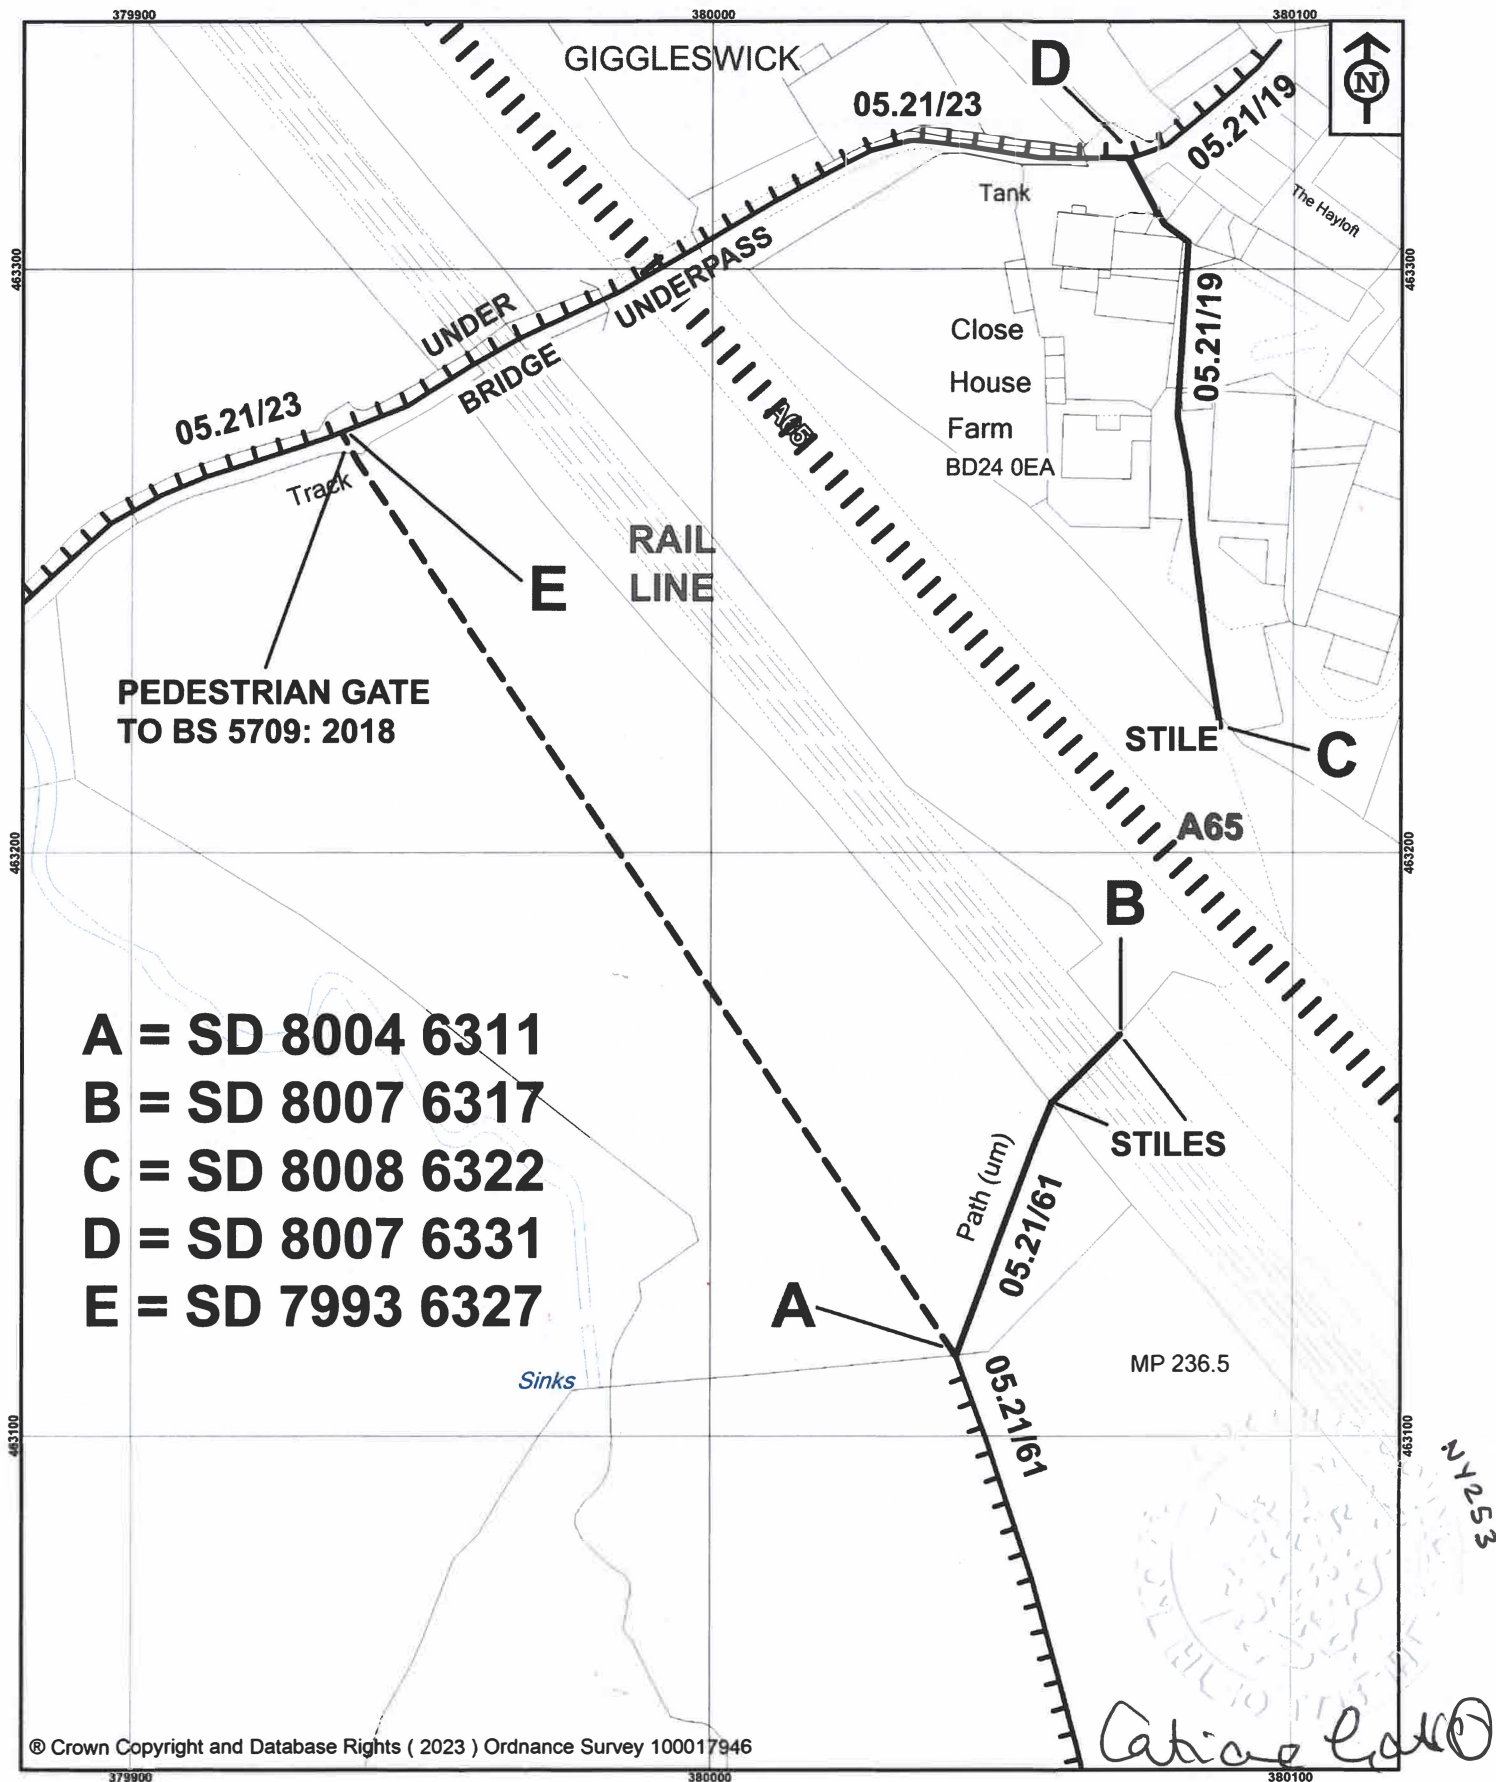 379900
380000
380100
GIGGLESWICK
D
N
05.21/23
05.21/19
Tank
The Hayloft
463300
463300
UNDERPASS
UNDER
BRIDGE
Close
House
Farm
BD24 0EA
05.21/19
A65
05.21/23
Track
RAIL
LINE
E
PEDESTRIAN GATE
TO BS 5709: 2018
STILE
C
A65
463200
463200
B
A = SD 8004 6311
B = SD 8007 6317
C = SD 8008 6322
D = SD 8007 6331
E = SD 7993 6327
STILES
Path (um)
05.21/61
A
MP 236.5
Sinks
05.21/61
463100
463100
NY253
® Crown Copyright and Database Rights ( 2023 ) Ordnance Survey 100017946
379900
380000
380100